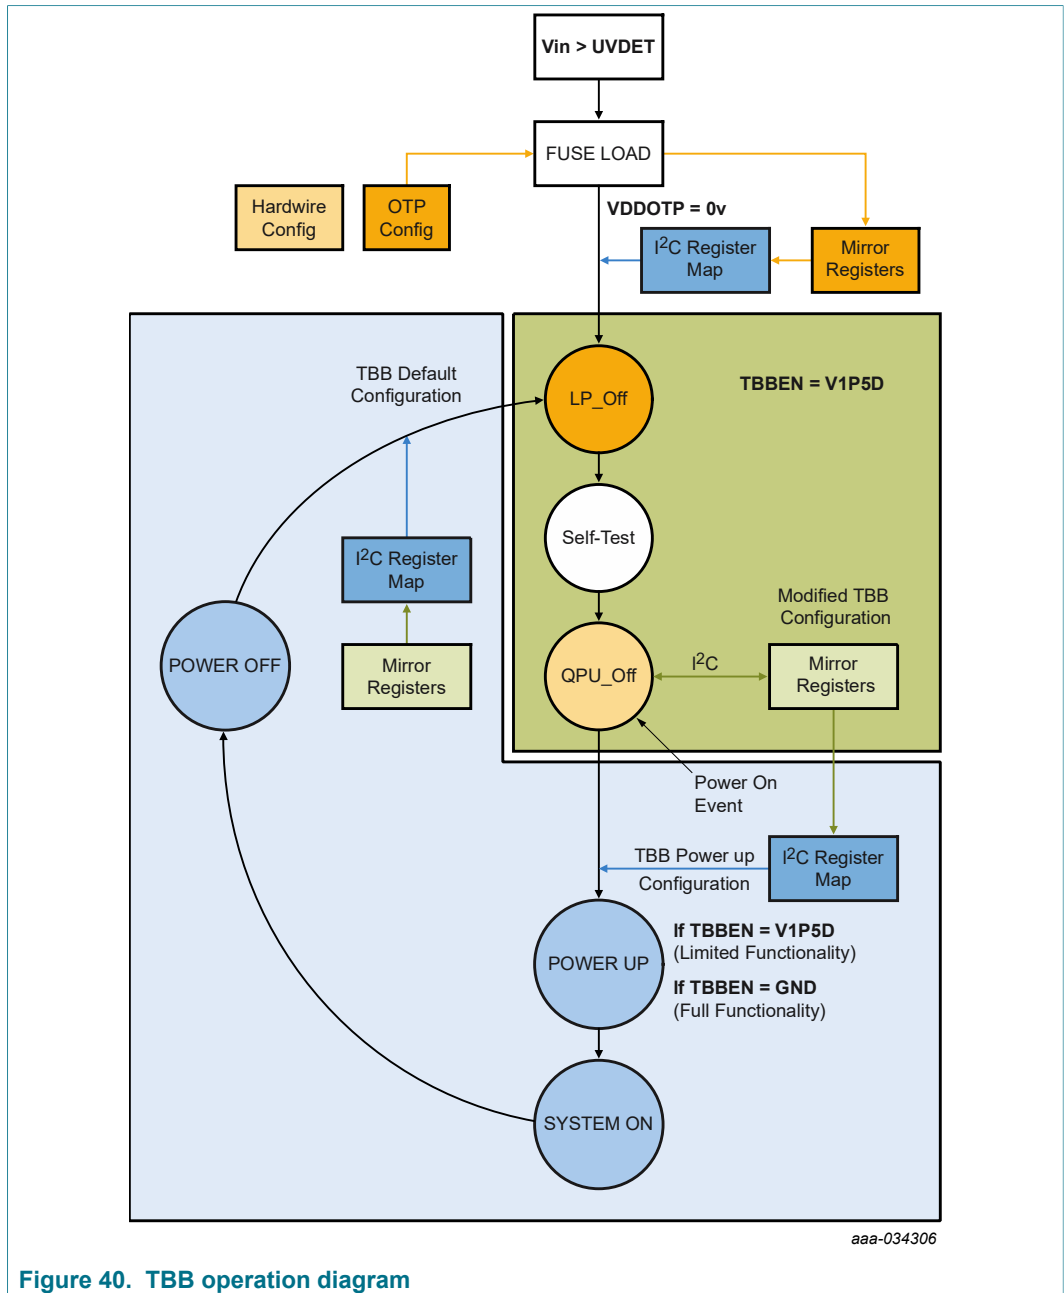 Vin > UVDET
FUSE LOAD
Hardwire
Config
OTP
Config
VDDOTP = 0v
I2C Register
Map
Mirror
Registers
TBB Default
Configuration
LP_Off
TBBEN = V1P5D
Self-Test
I2C Register
Map
Modified TBB
Configuration
POWER OFF
Mirror
Registers
QPU_Off
I2C
Mirror
Registers
Power On
Event
TBB Power up
Configuration
I2C Register
Map
POWER UP
If TBBEN = V1P5D
(Limited Functionality)
If TBBEN = GND
(Full Functionality)
SYSTEM ON
aaa-034306
Figure 40. TBB operation diagram